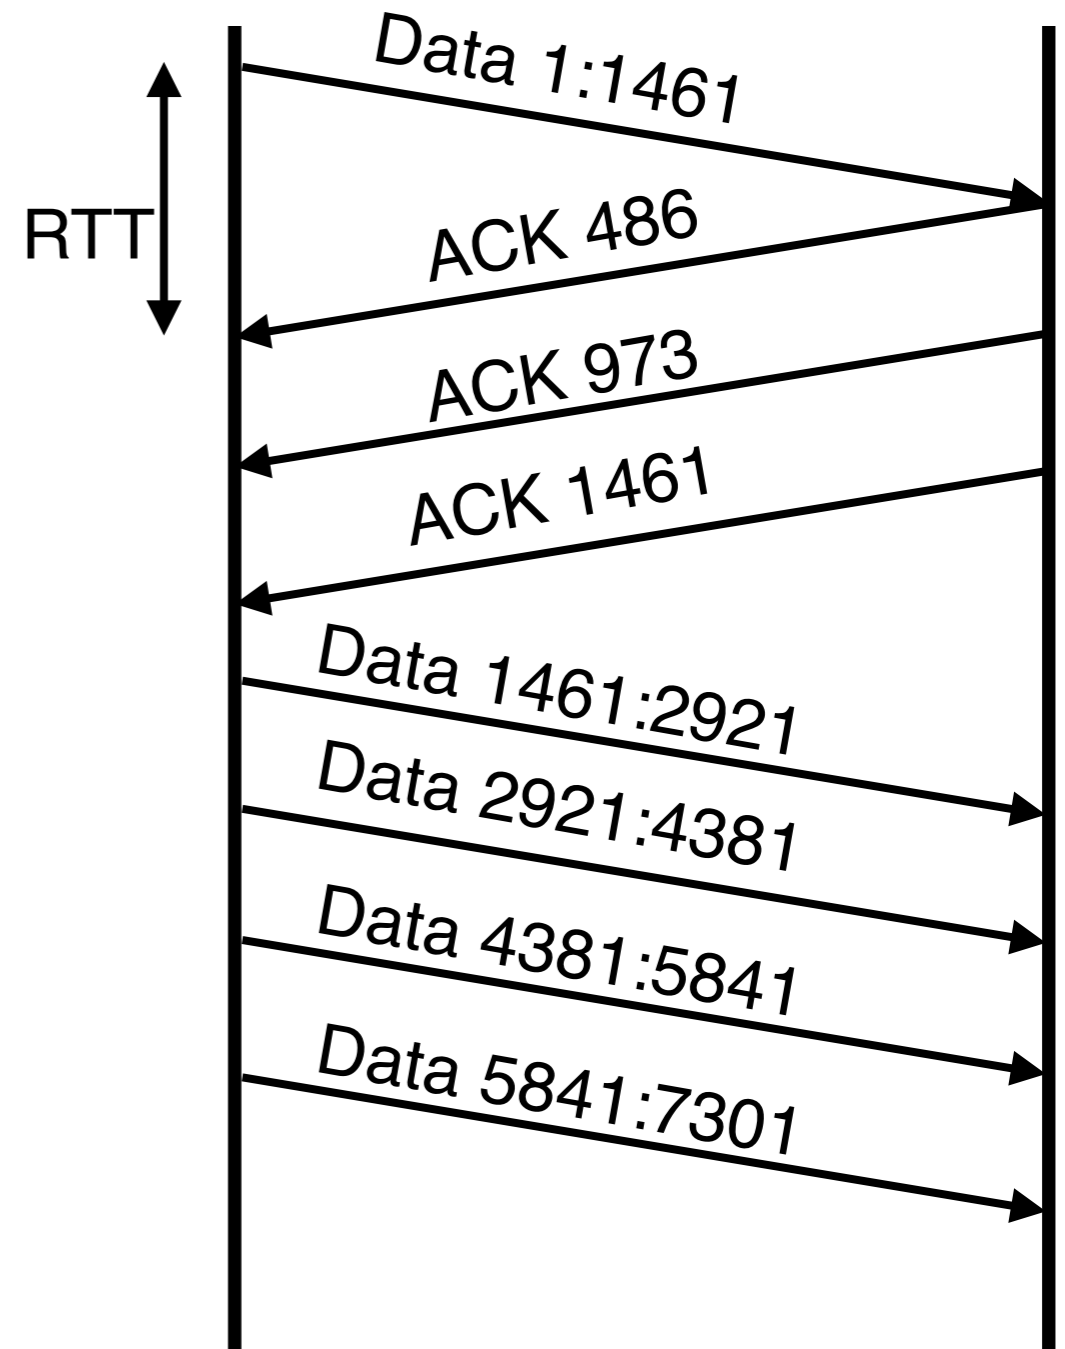 Data 1:1461
RTT
ACK 486
ACK 973
ACK 1461
Data 1461:2921
Data 2921:4381
Data 4381:5841
Data 5841:7301